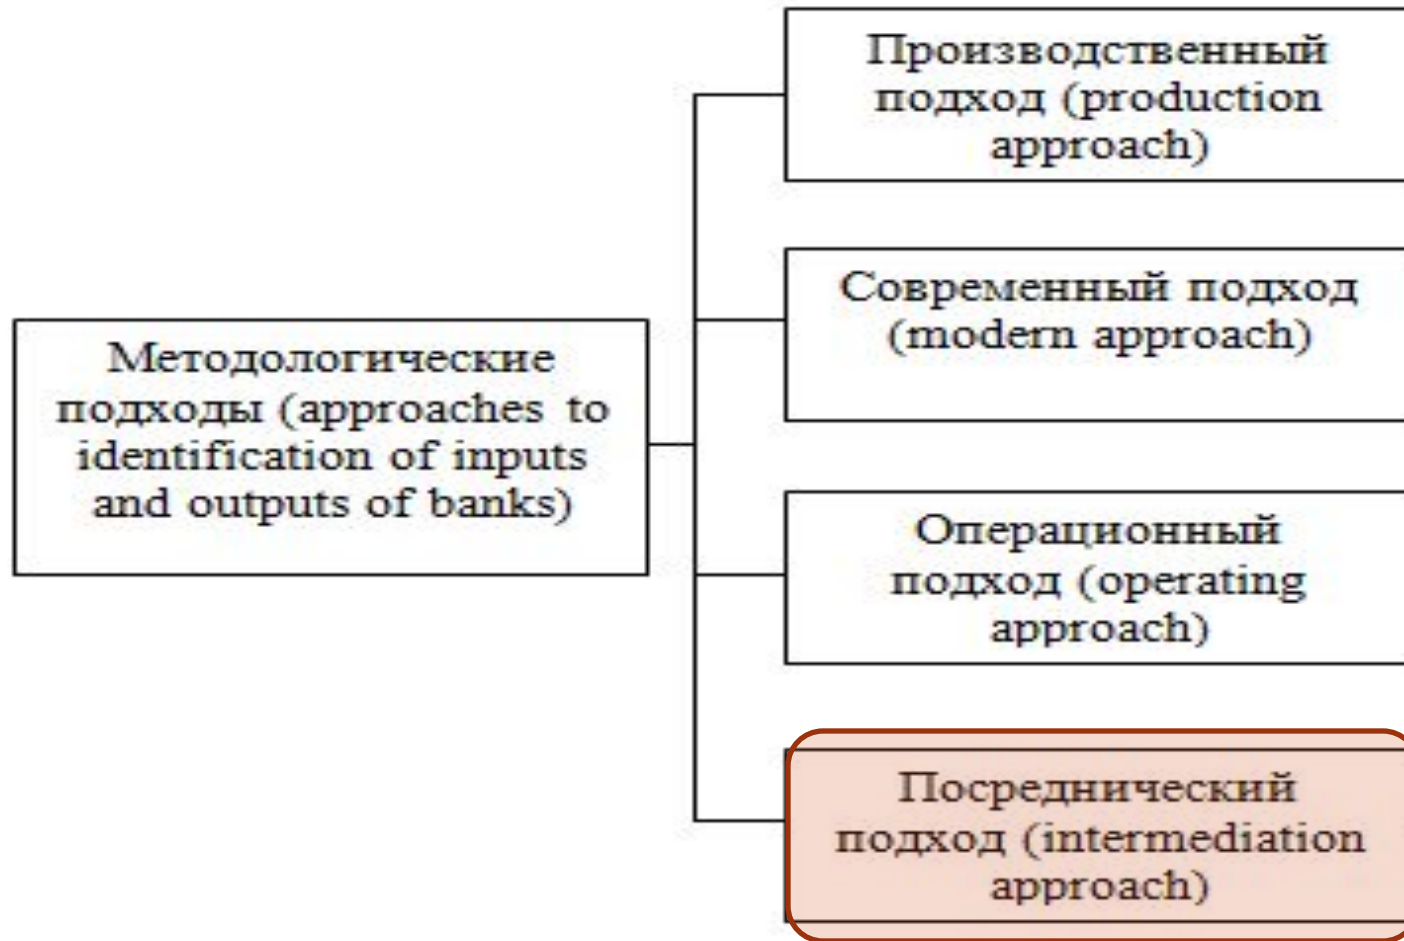 Производственный
подход (production
approach)
Современный подход
(modern approach)
Методологические
подходы (approaches to
identification of inputs
and outputs of banks)
Операционный
подход (operating
approach)
Посреднический
подход (intermediation
approach)